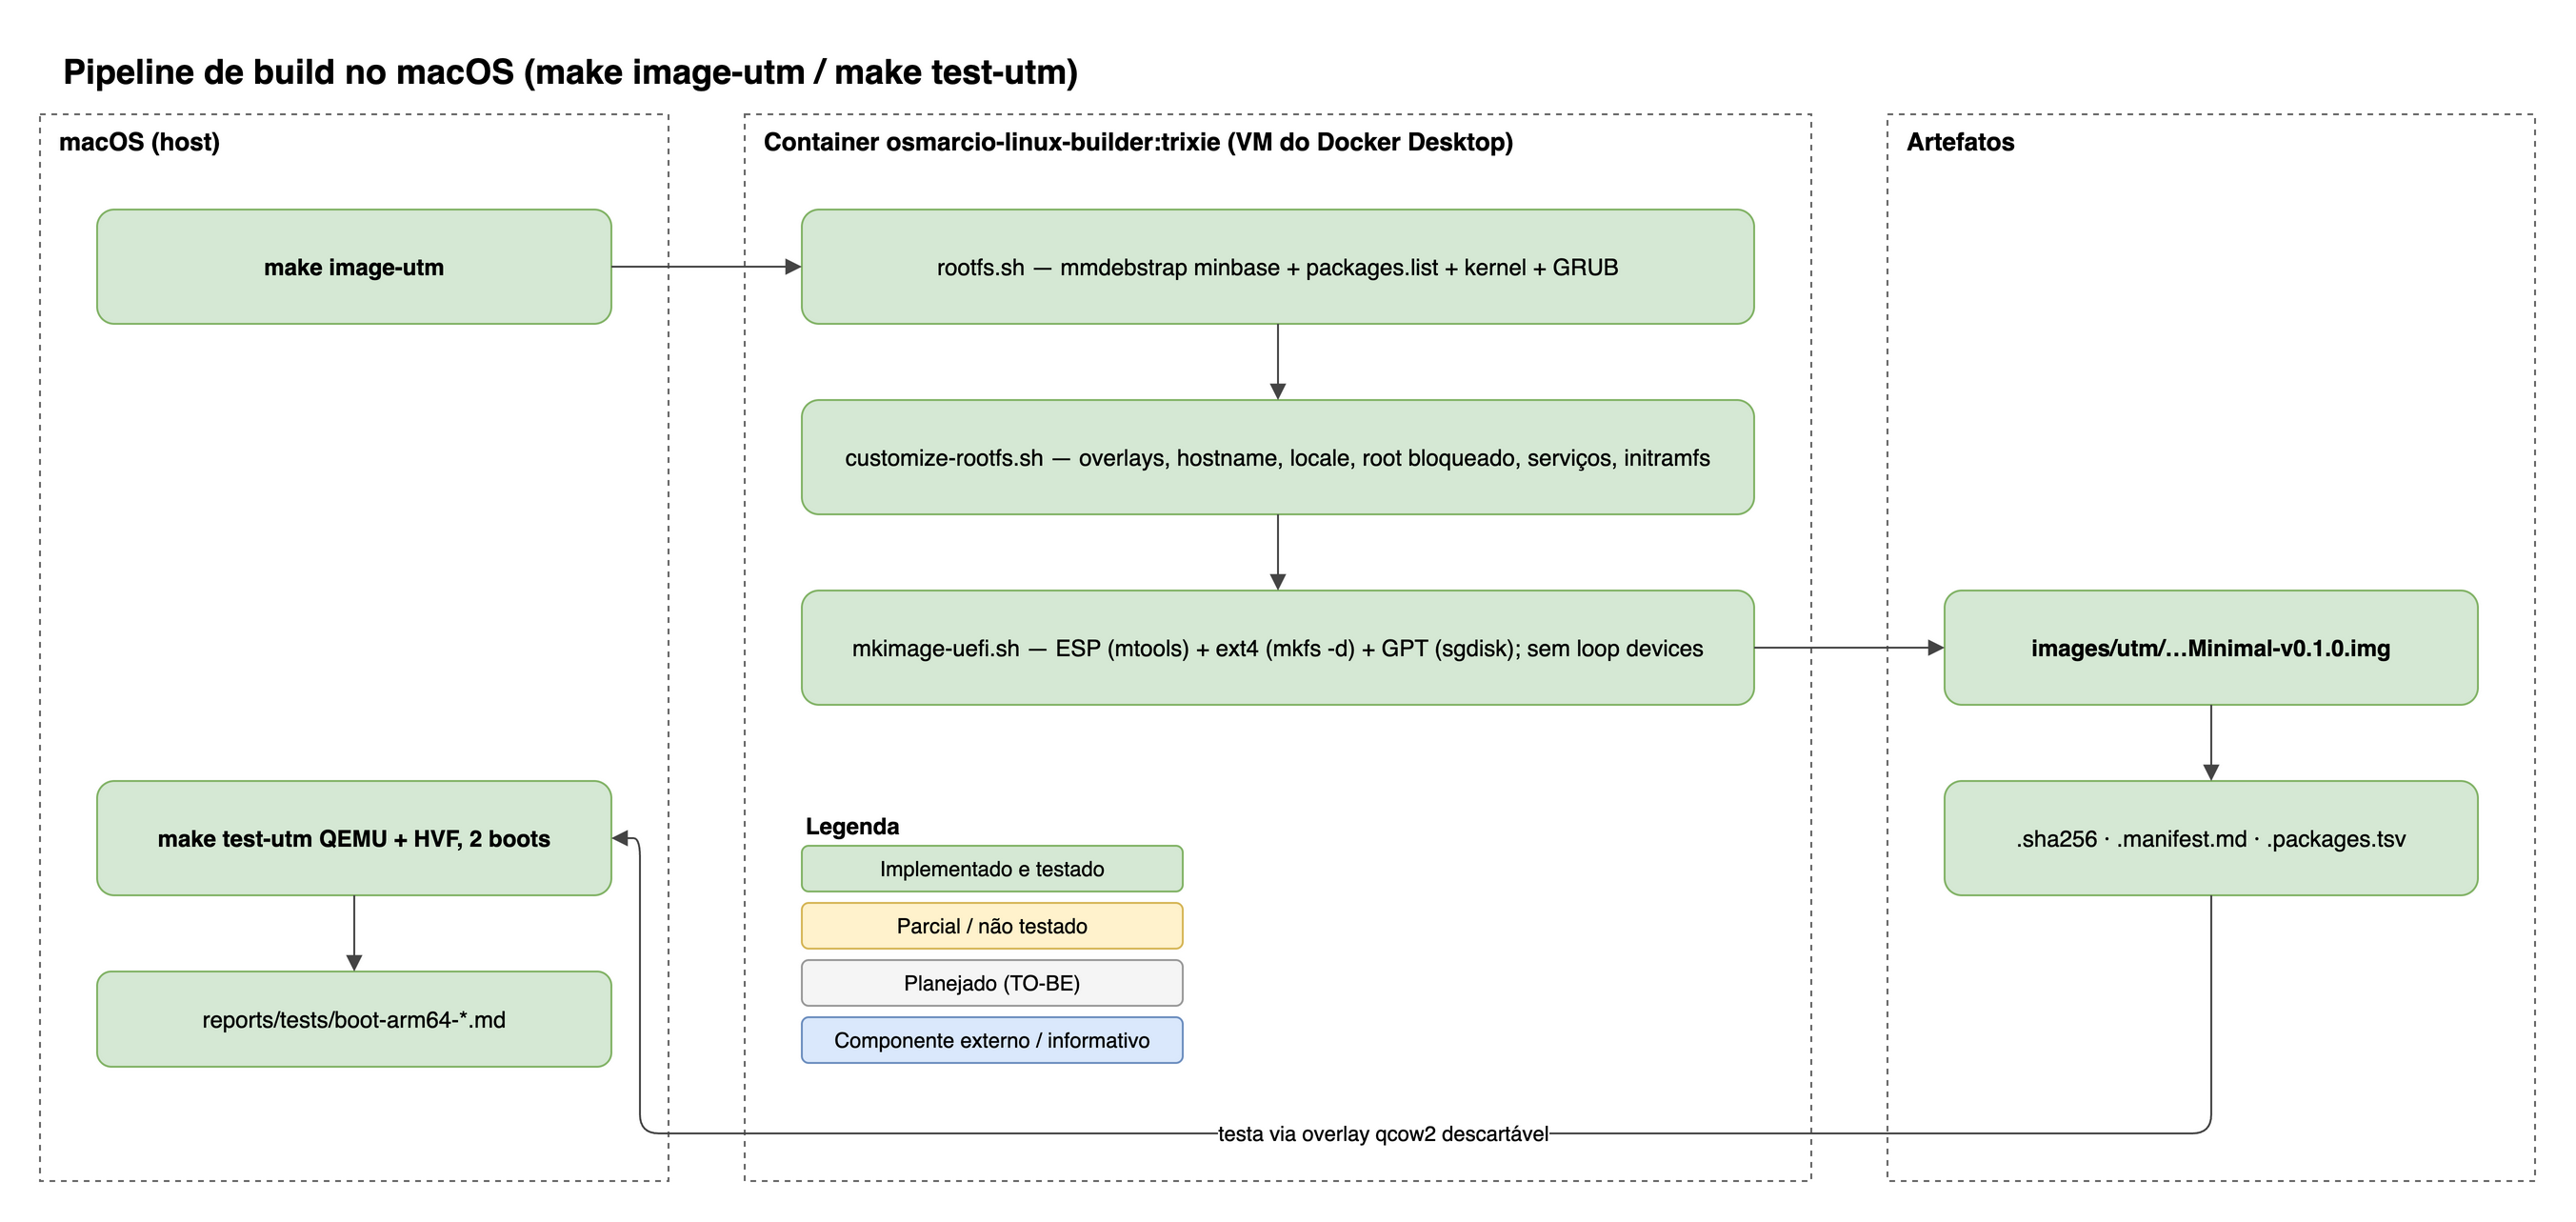 Pipeline de build no macOS (make image-utm / make test-utm)
macOS (host)
make image-utm
make test-utm QEMU + HVF, 2 boots
reports/tests/boot-arm64-*.md
Container osmarcio-linux-builder:trixie (VM do Docker Desktop)
rootfs.sh — mmdebstrap minbase + packages.list + kernel + GRUB
customize-rootfs.sh — overlays, hostname, locale, root bloqueado, serviços, initramfs
mkimage-uefi.sh — ESP (mtools) + ext4 (mkfs -d) + GPT (sgdisk); sem loop devices
Legenda
Implementado e testado
Parcial / não testado
Planejado (TO-BE)
Componente externo / informativo
testa via overlay qcow2 descartável
Artefatos
images/utm/…Minimal-v0.1.0.img
.sha256 · .manifest.md · .packages.tsv